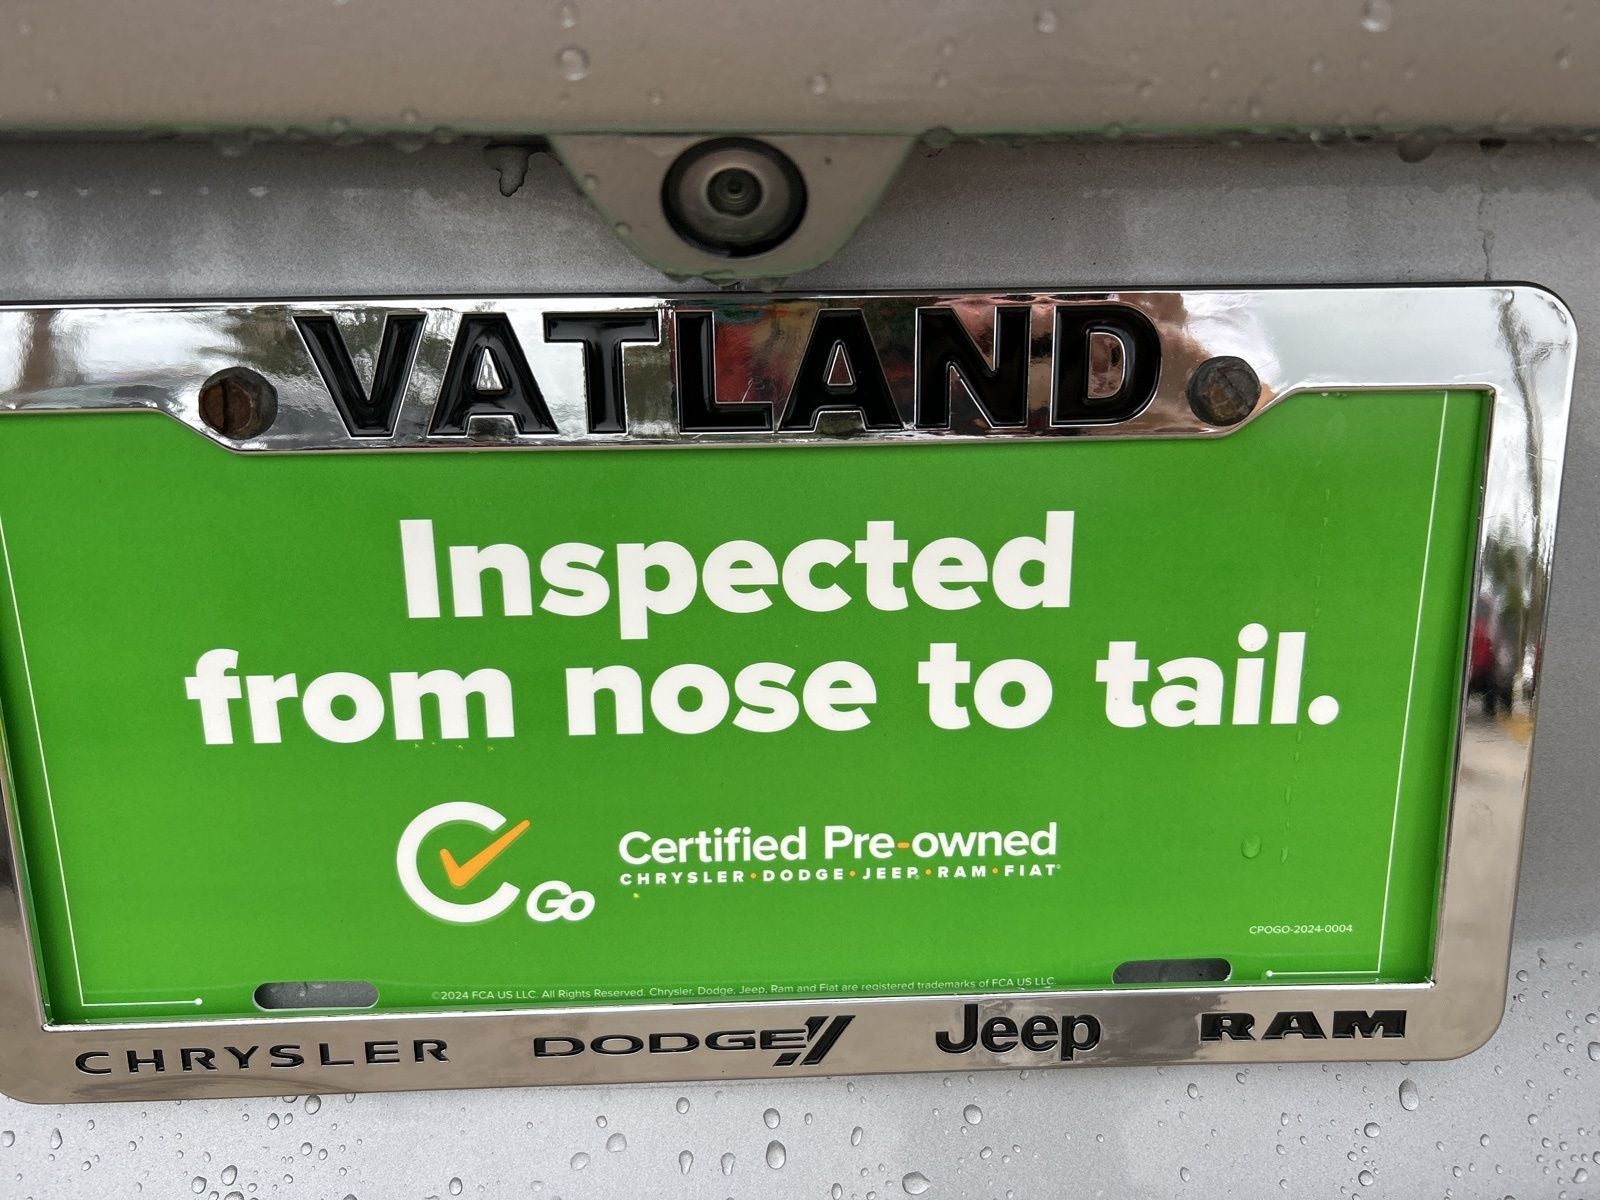 VATLAND
Inspected
from nose to tail.
Go
Certified Pre-owned
CHRYSLER•DODGE•JEEP®•RAM•FIAT®
CPOGO-2024-0004
©2024 FCA US LLC. All Rights Reserved. Chrysler, Dodge, Jeep, Ram and Fiat are registered trademarks of FCA US LLC.
CHRYSLER DODGE Jeep RAM